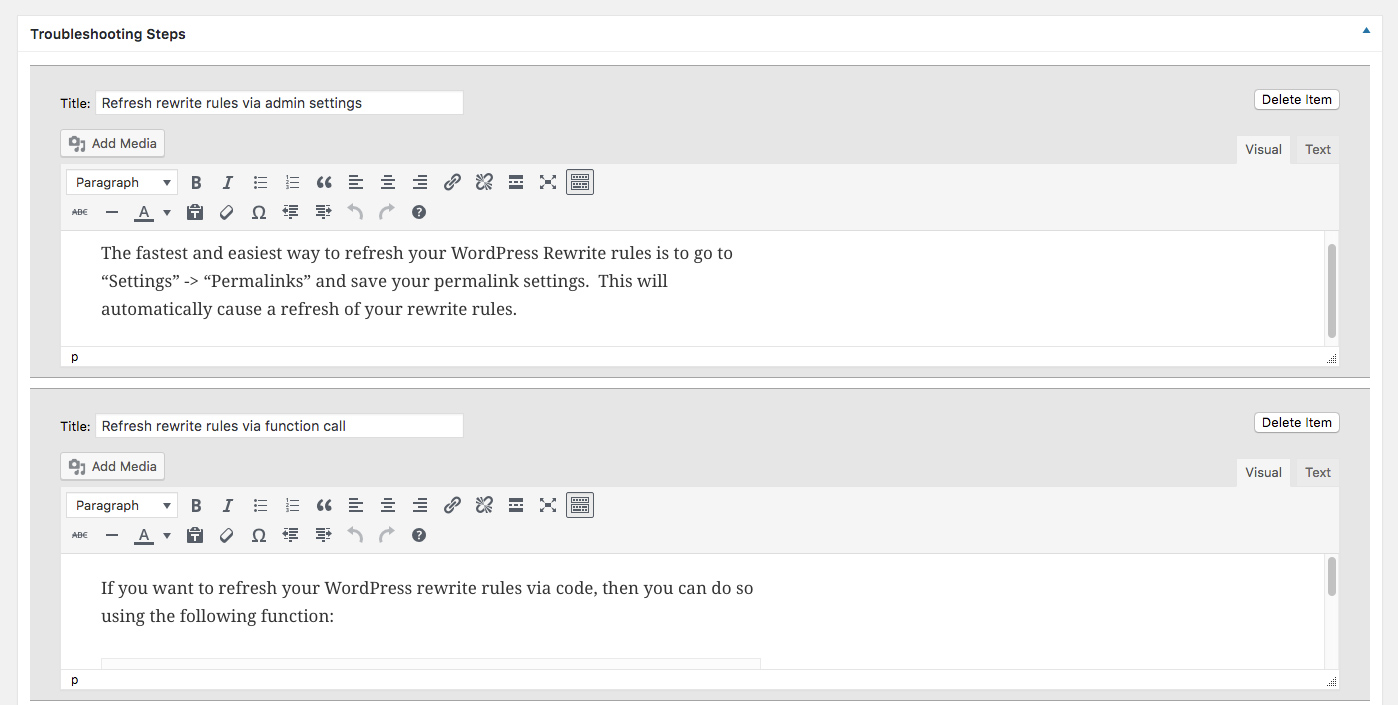 Troubleshooting Steps
Title: Refresh rewrite rules via admin settings
Delete Item
Add Media
Visual Text
Paragraph B I
ABC A Ω ?
The fastest and easiest way to refresh your WordPress Rewrite rules is to go to
“Settings” -> “Permalinks” and save your permalink settings.  This will
automatically cause a refresh of your rewrite rules.
p
Title: Refresh rewrite rules via function call
Delete Item
Add Media
Visual Text
Paragraph B I
ABC A Ω ?
If you want to refresh your WordPress rewrite rules via code, then you can do so
using the following function:
p